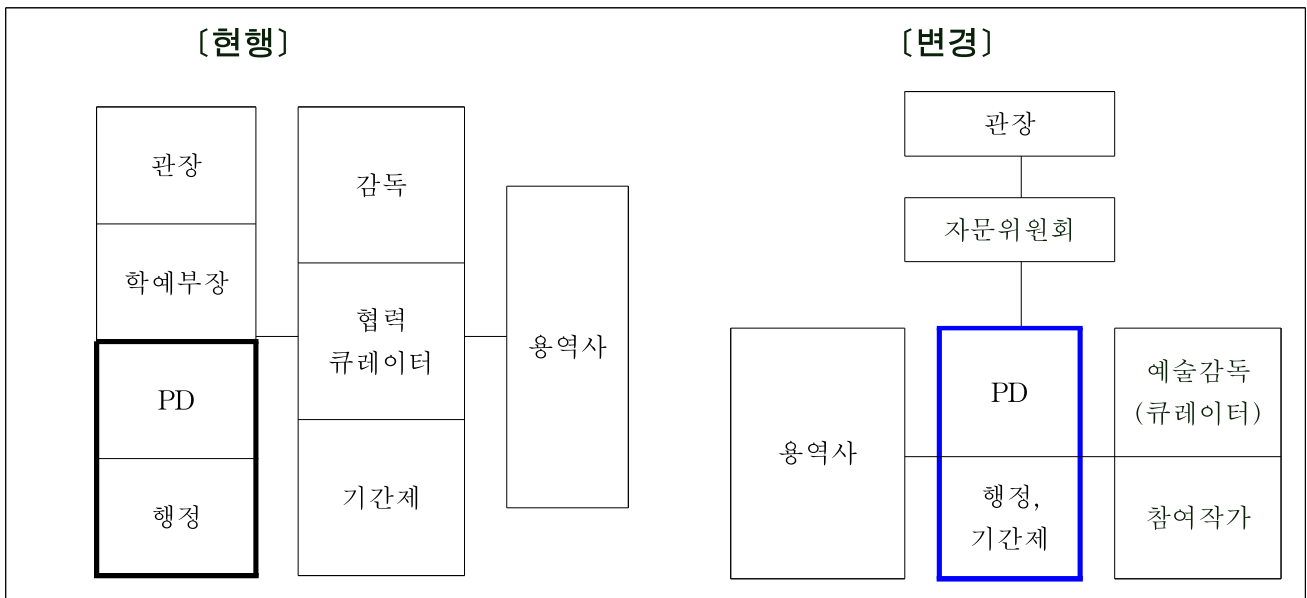 〔현행〕
관장
학예부장
PD
행정
감독
협력
큐레이터
기간제
용역사
〔변경〕
관장
자문위원회
용역사
PD
행정,
기간제
예술감독
(큐레이터)
참여작가